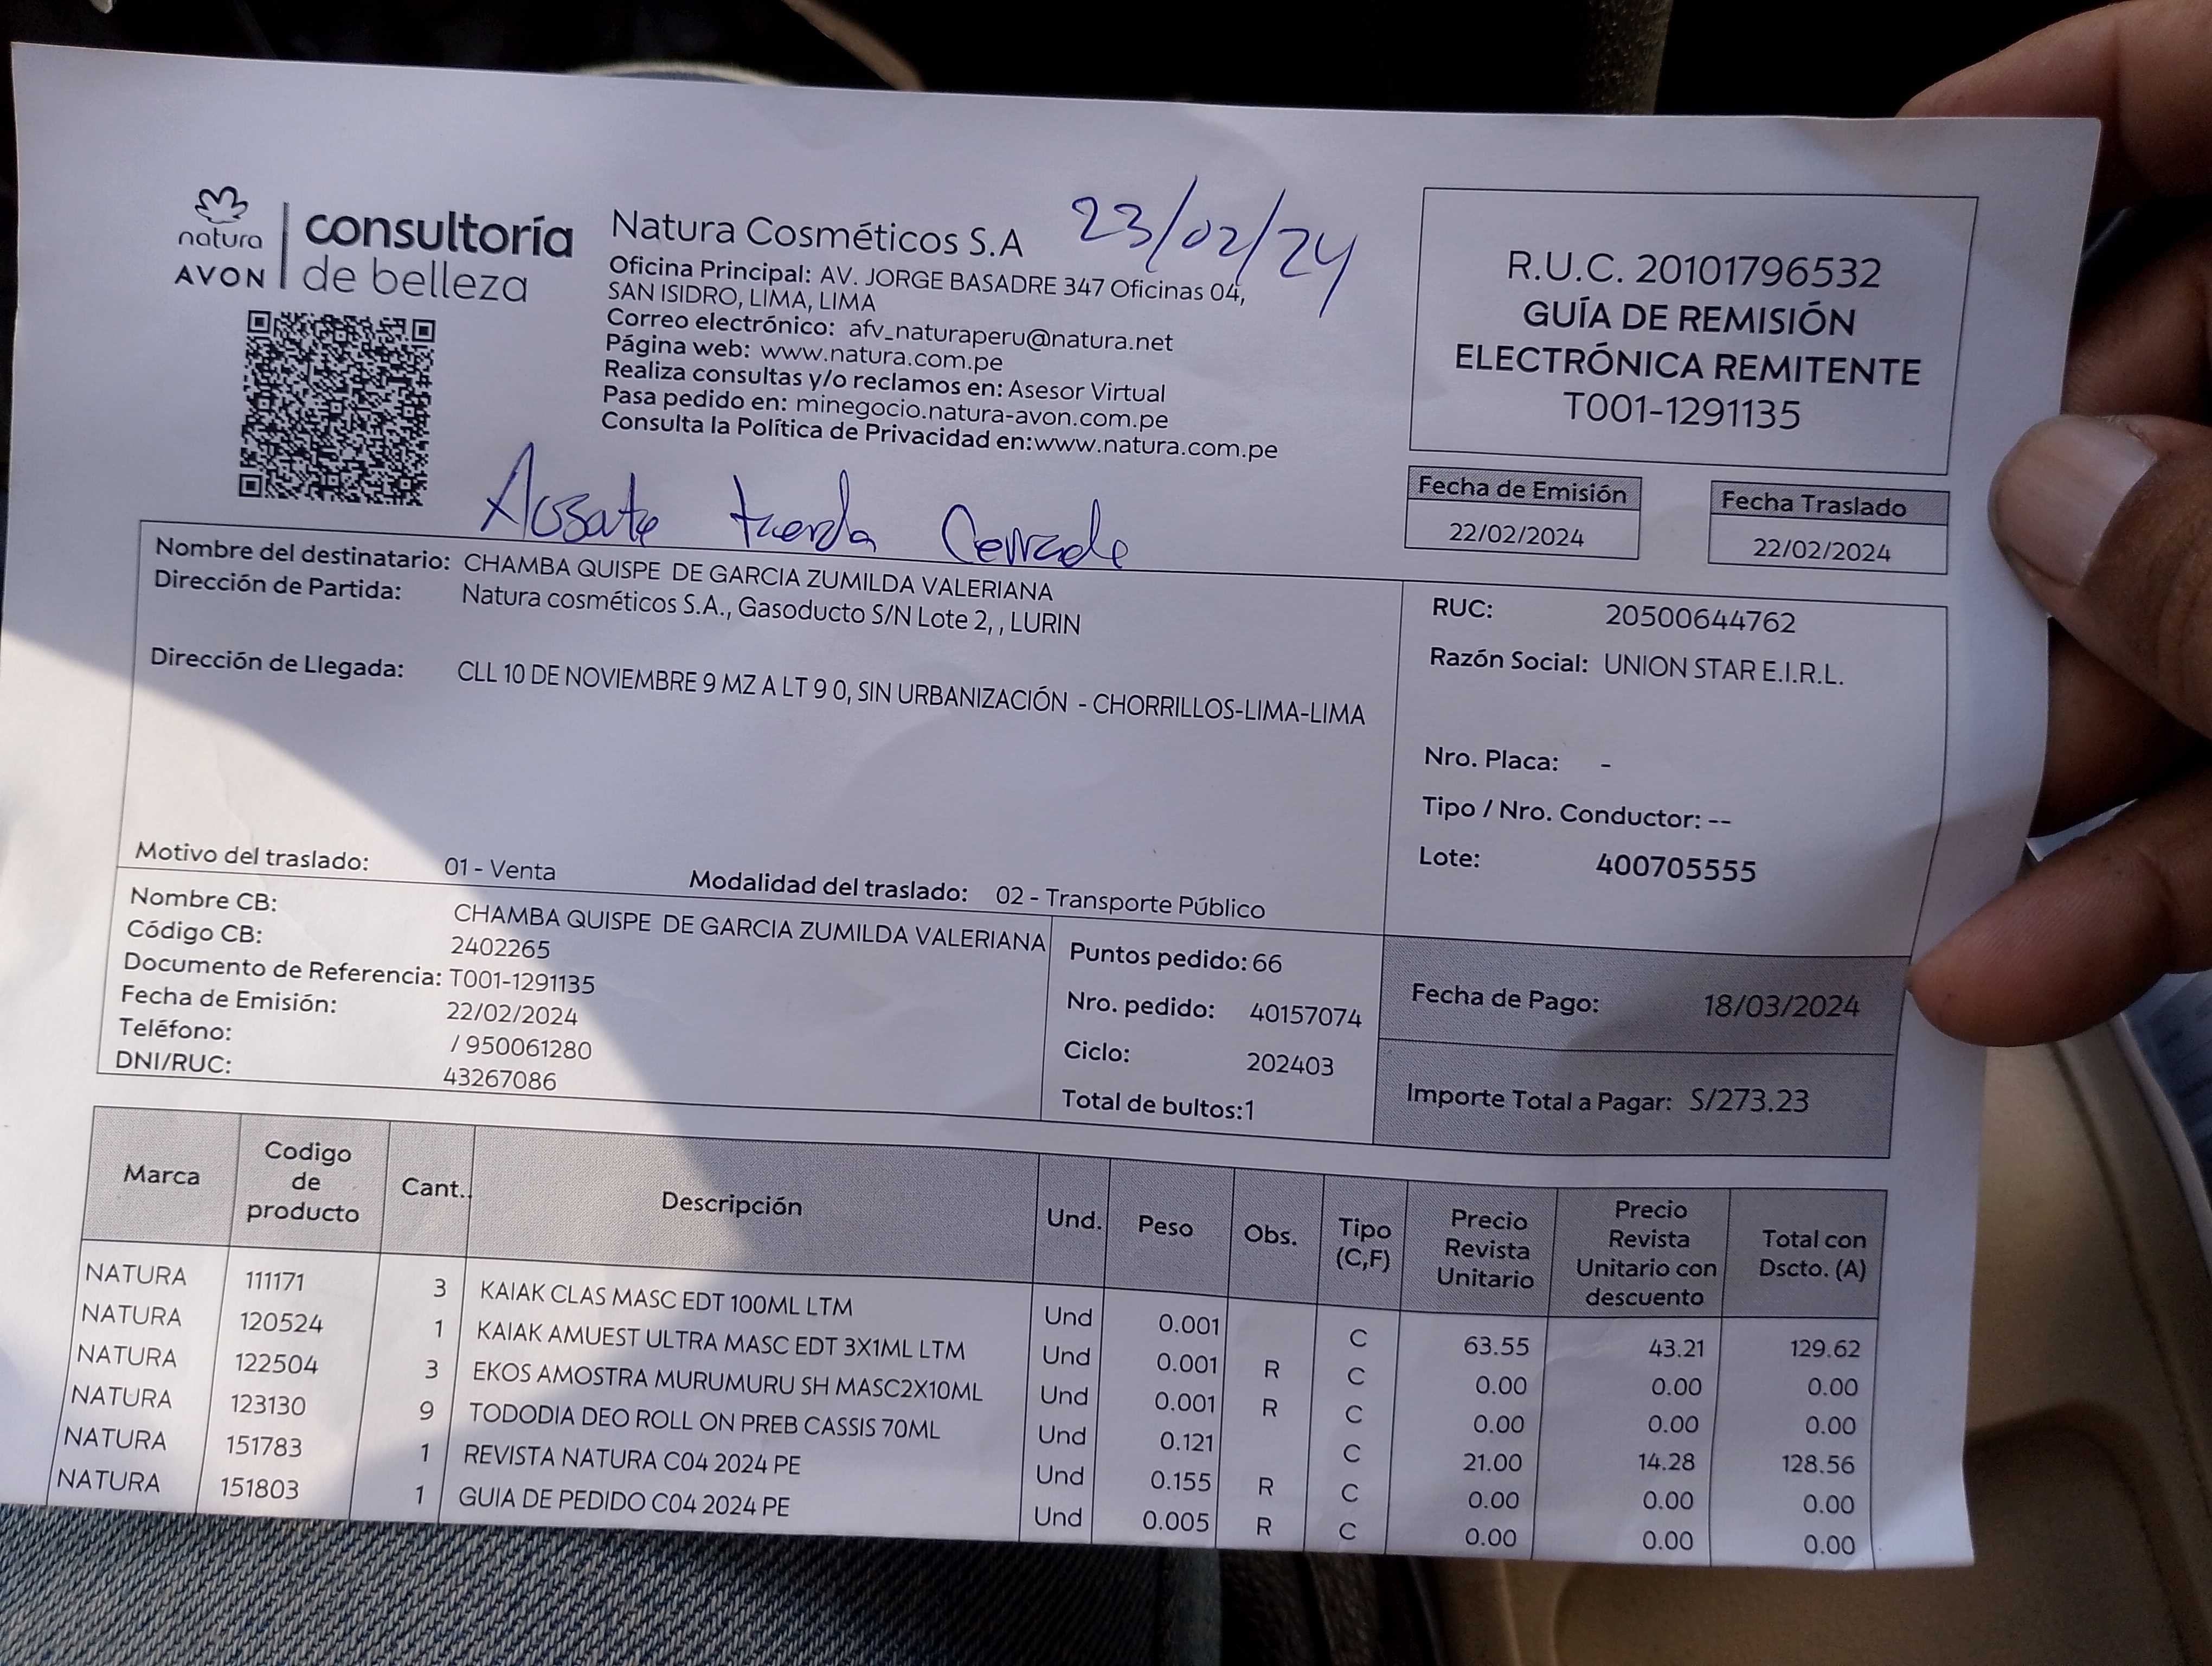 natura
AVON
consultoría
de belleza
Natura Cosméticos S.A 23/02/24
Oficina Principal: AV. JORGE BASADRE 347 Oficinas 04,
SAN ISIDRO, LIMA, LIMA
Correo electrónico: afv_naturaperu@natura.net
Página web: www.natura.com.pe
Realiza consultas y/o reclamos en: Asesor Virtual
Pasa pedido en: minegocio.natura-avon.com.pe
Consulta la Política de Privacidad en:www.natura.com.pe
R.U.C. 20101796532
GUÍA DE REMISIÓN
ELECTRÓNICA REMITENTE
T001-1291135
Fecha de Emisión
22/02/2024
Fecha Traslado
22/02/2024
tienda Cerrada
Nombre del destinatario: CHAMBA QUISPE DE GARCIA ZUMILDA VALERIANA
Dirección de Partida: Natura cosméticos S.A., Gasoducto S/N Lote 2, , LURIN
Dirección de Llegada: CLL 10 DE NOVIEMBRE 9 MZ A LT 9 0, SIN URBANIZACIÓN - CHORRILLOS-LIMA-LIMA
Motivo del traslado: 01 - Venta Modalidad del traslado: 02 - Transporte Público
RUC: 20500644762
Razón Social: UNION STAR E.I.R.L.
Nro. Placa: -
Tipo / Nro. Conductor: --
Lote: 400705555
Nombre CB: CHAMBA QUISPE DE GARCIA ZUMILDA VALERIANA
Código CB: 2402265
Documento de Referencia: T001-1291135
Fecha de Emisión: 22/02/2024
Teléfono: / 950061280
DNI/RUC: 43267086
Puntos pedido: 66
Nro. pedido: 40157074
Ciclo: 202403
Total de bultos:1
Fecha de Pago: 18/03/2024
Importe Total a Pagar: S/273.23
Marca Codigo de producto Cant. Descripción Und. Peso Obs. Tipo (C,F) Precio Revista Unitario Precio Revista Unitario con descuento Total con Dscto. (A)
NATURA 111171 3 KAIAK CLAS MASC EDT 100ML LTM Und 0.001 C 63.55 43.21 129.62
NATURA 120524 1 KAIAK AMUEST ULTRA MASC EDT 3X1ML LTM Und 0.001 R C 0.00 0.00 0.00
NATURA 122504 3 EKOS AMOSTRA MURUMURU SH MASC2X10ML Und 0.001 R C 0.00 0.00 0.00
NATURA 123130 9 TODODIA DEO ROLL ON PREB CASSIS 70ML Und 0.121 C 21.00 14.28 128.56
NATURA 151783 1 REVISTA NATURA C04 2024 PE Und 0.155 R C 0.00 0.00 0.00
NATURA 151803 1 GUIA DE PEDIDO C04 2024 PE Und 0.005 R C 0.00 0.00 0.00